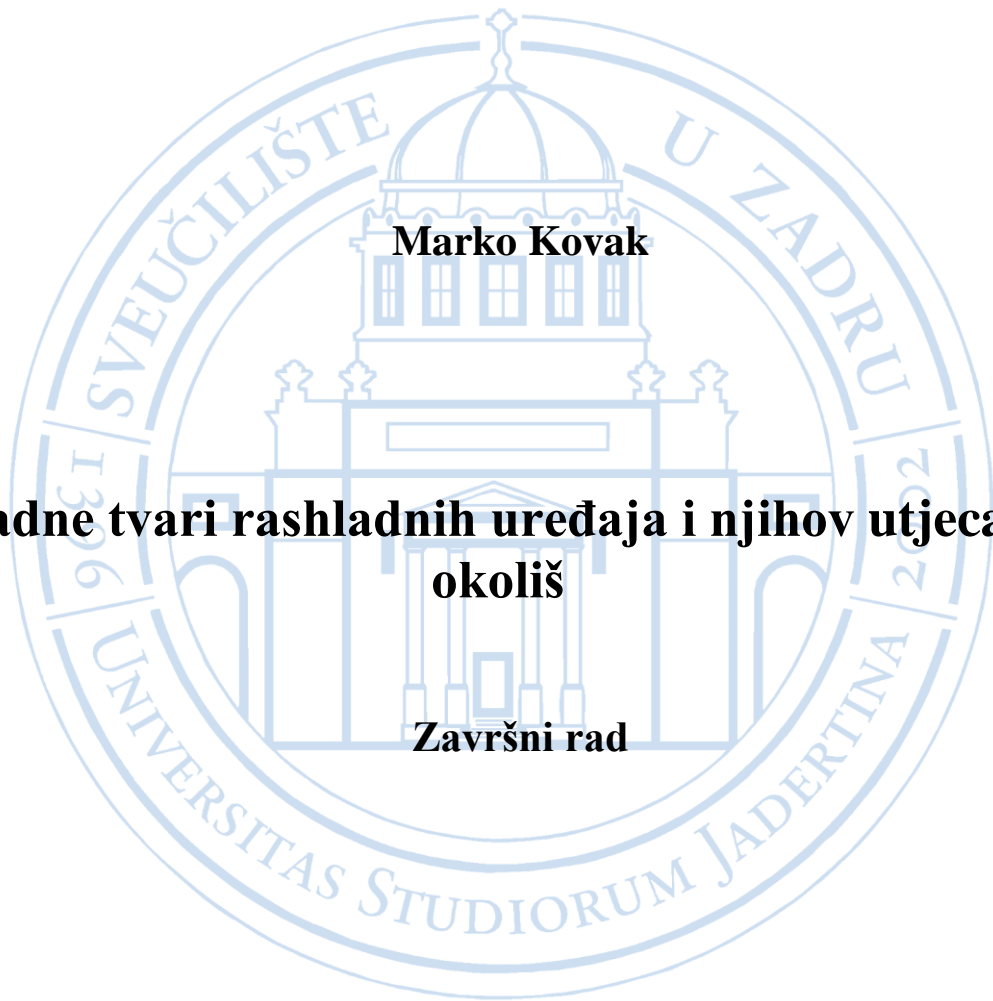 Marko Kovak
adne tvari rashladnih uređaja i njihov utjeca
okoliš
Završni rad
SVEUČILIŠTE U ZADRU
1396
2002
UNIVERSITAS STUDIORUM JADERTINA